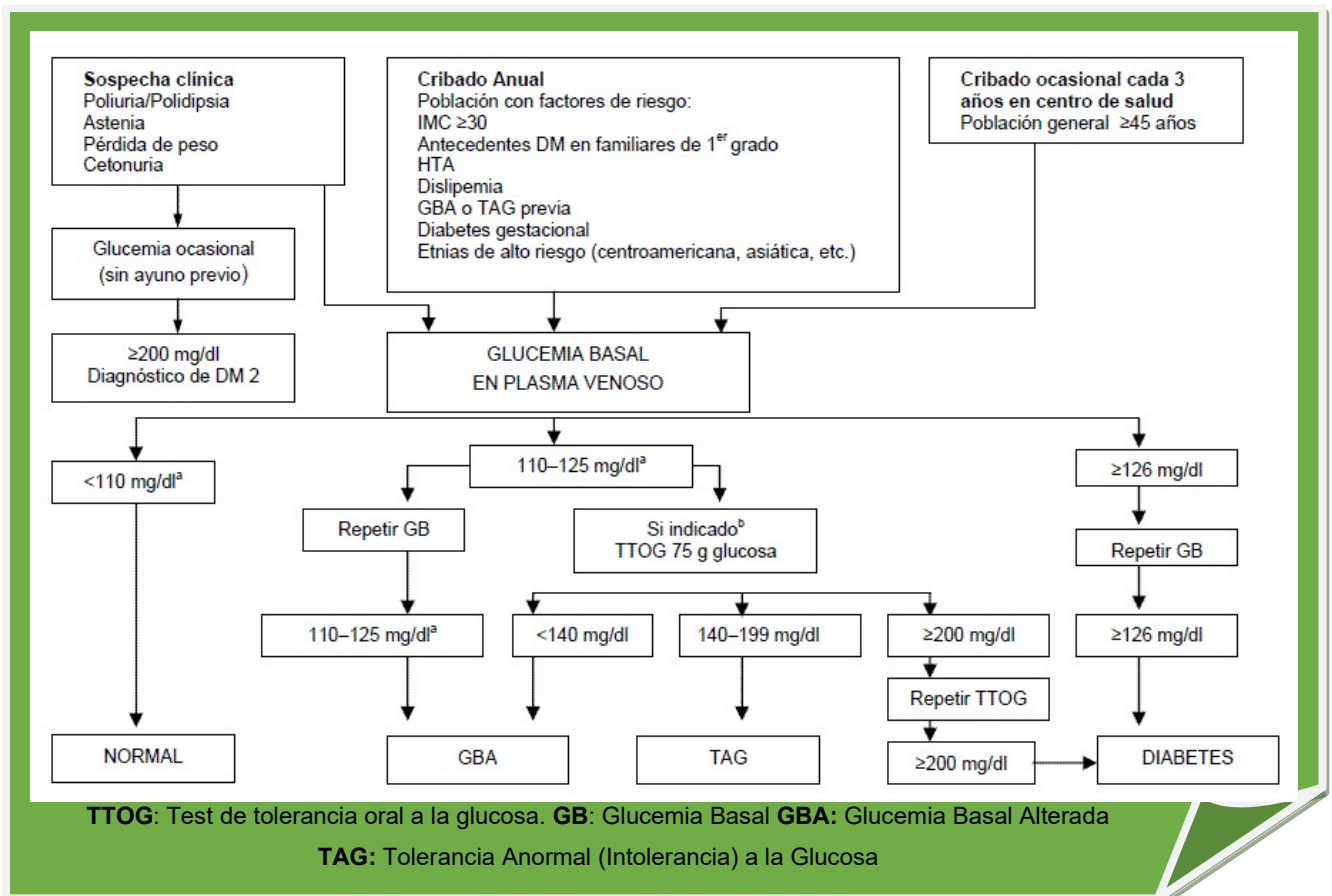 Sospecha clínica
Poliuria/Polidipsia
Astenia
Pérdida de peso
Cetonuria
Cribado Anual
Población con factores de riesgo:
IMC ≥30
Antecedentes DM en familiares de 1er grado
HTA
Dislipemia
GBA o TAG previa
Diabetes gestacional
Etnias de alto riesgo (centroamericana, asiática, etc.)
Cribado ocasional cada 3
años en centro de salud
Población general ≥45 años
Glucemia ocasional
(sin ayuno previo)
≥200 mg/dl
Diagnóstico de DM 2
GLUCEMIA BASAL
EN PLASMA VENOSO
<110 mg/dlª
110–125 mg/dlª
≥126 mg/dl
Repetir GB
Si indicadoᵇ
TTOG 75 g glucosa
Repetir GB
110–125 mg/dlª
<140 mg/dl
140–199 mg/dl
≥200 mg/dl
≥126 mg/dl
Repetir TTOG
NORMAL
GBA
TAG
≥200 mg/dl
DIABETES
TTOG: Test de tolerancia oral a la glucosa. GB: Glucemia Basal GBA: Glucemia Basal Alterada
TAG: Tolerancia Anormal (Intolerancia) a la Glucosa